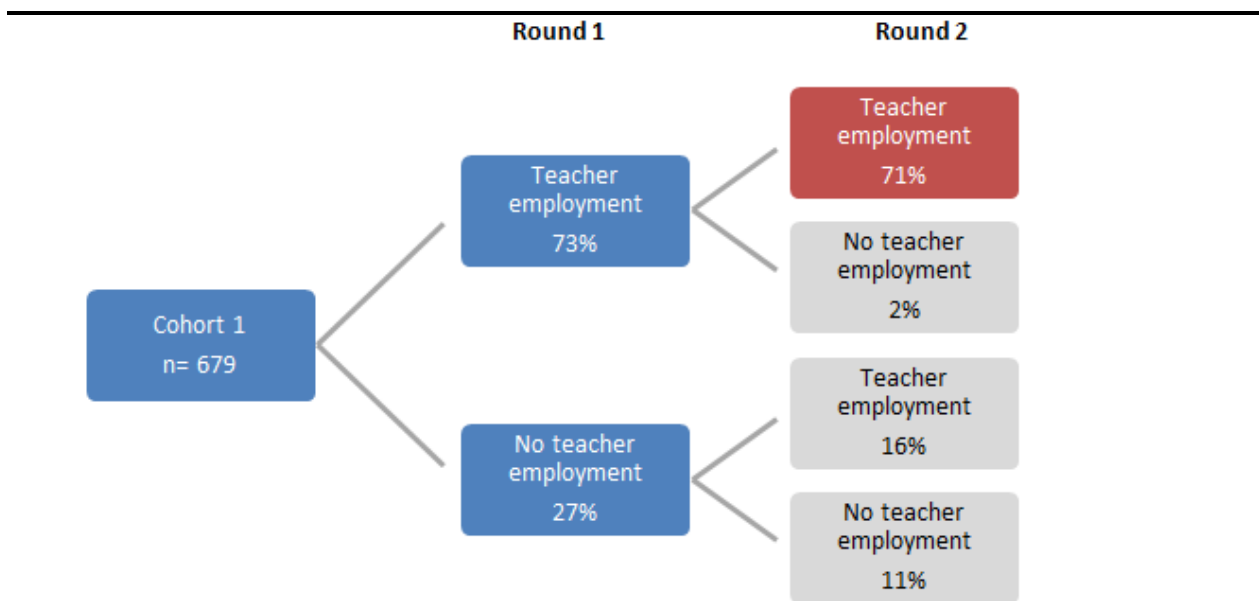 Round 1
Round 2
Teacher
employment
71%
Teacher
employment
73%
No teacher
employment
2%
Cohort 1
n= 679
Teacher
employment
16%
No teacher
employment
27%
No teacher
employment
11%